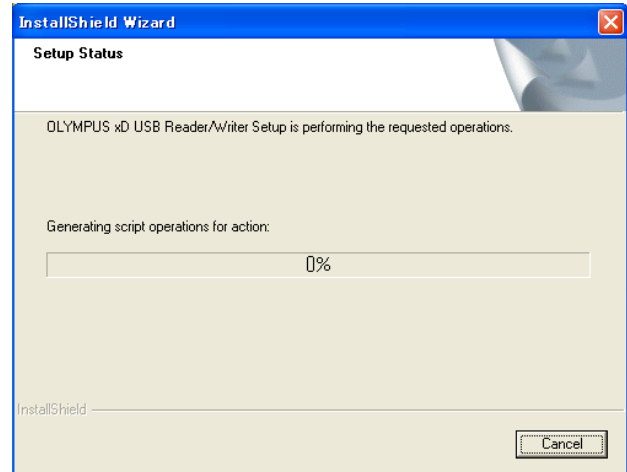 InstallShield Wizard
Setup Status
OLYMPUS xD USB Reader/Writer Setup is performing the requested operations.
Generating script operations for action:
0%
InstallShield
Cancel